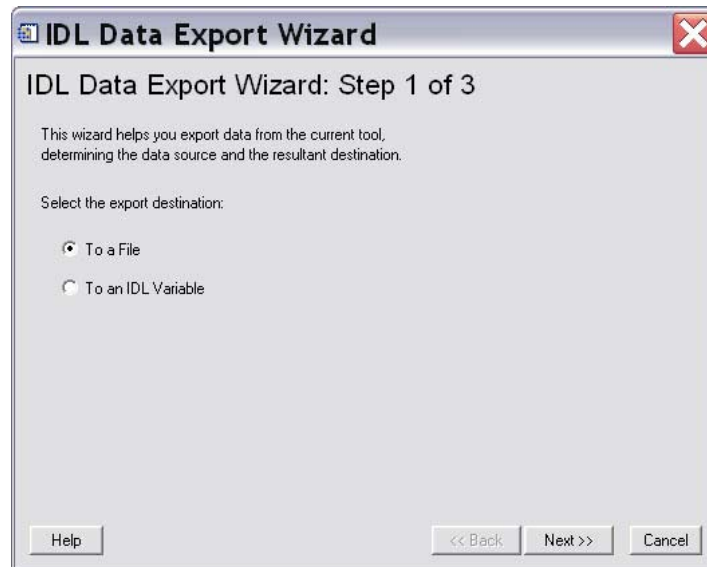 IDL Data Export Wizard
IDL Data Export Wizard: Step 1 of 3
This wizard helps you export data from the current tool,
determining the data source and the resultant destination.
Select the export destination:
To a File
To an IDL Variable
Help
<< Back
Next >>
Cancel